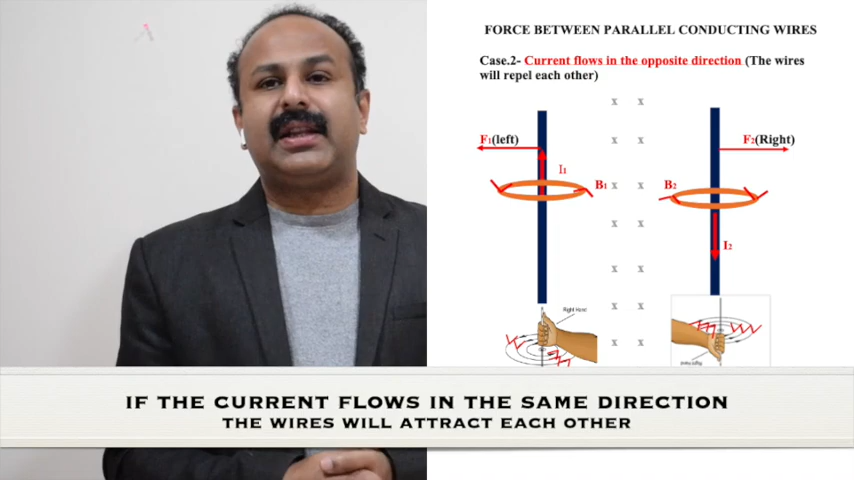 FORCE BETWEEN PARALLEL CONDUCTING WIRES
Case.2- Current flows in the opposite direction (The wires
will repel each other)
x x
F1(left)
x x
F2(Right)
I1
B1
x x
B2
x x
I2
x x
x x
x x
Right Hand
IF THE CURRENT FLOWS IN THE SAME DIRECTION
THE WIRES WILL ATTRACT EACH OTHER